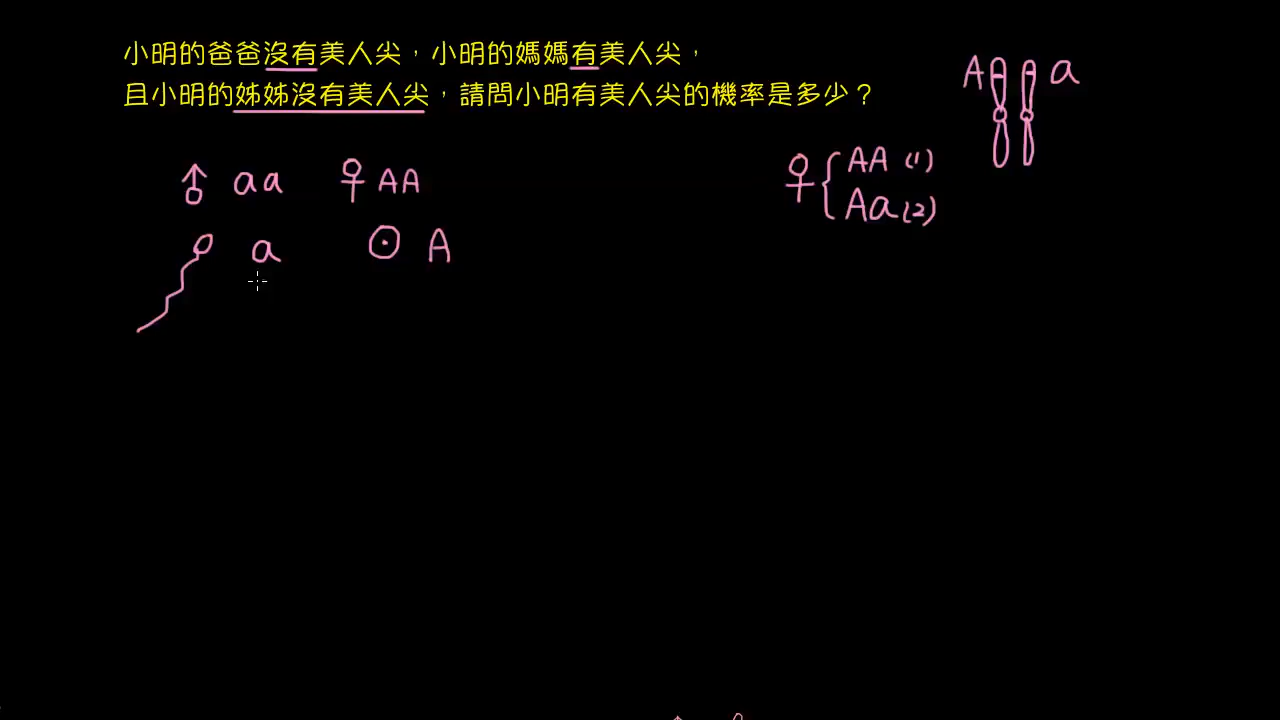 小明的爸爸沒有美人尖，小明的媽媽有美人尖，
且小明的姊姊沒有美人尖，請問小明有美人尖的機率是多少？
A a
♂ aa ♀ AA
a ⊙ A
♀ { AA (1)
Aa (2)